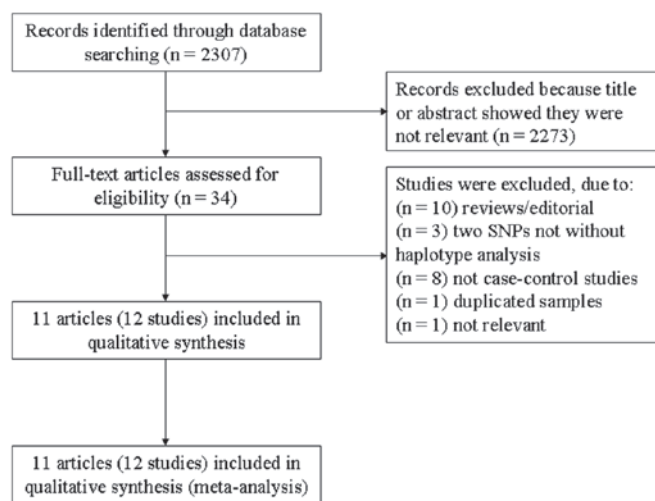 Records identified through database
searching (n = 2307)
Records excluded because title
or abstract showed they were
not relevant (n = 2273)
Full-text articles assessed for
eligibility (n = 34)
Studies were excluded, due to:
(n = 10) reviews/editorial
(n = 3) two SNPs not without
haplotype analysis
(n = 8) not case-control studies
(n = 1) duplicated samples
(n = 1) not relevant
11 articles (12 studies) included in
qualitative synthesis
11 articles (12 studies) included in
qualitative synthesis (meta-analysis)